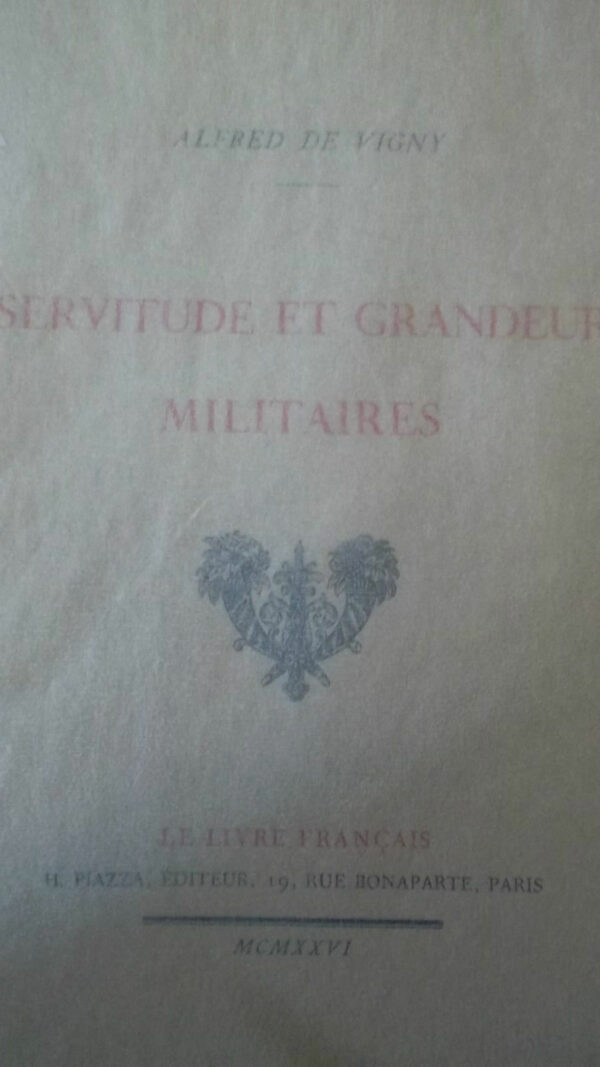 ALFRED DE VIGNY
SERVITUDE ET GRANDEUR
MILITAIRES
LE LIVRE FRANÇAIS
H. PIAZZA, ÉDITEUR, 19, RUE BONAPARTE, PARIS
MCMXXVI